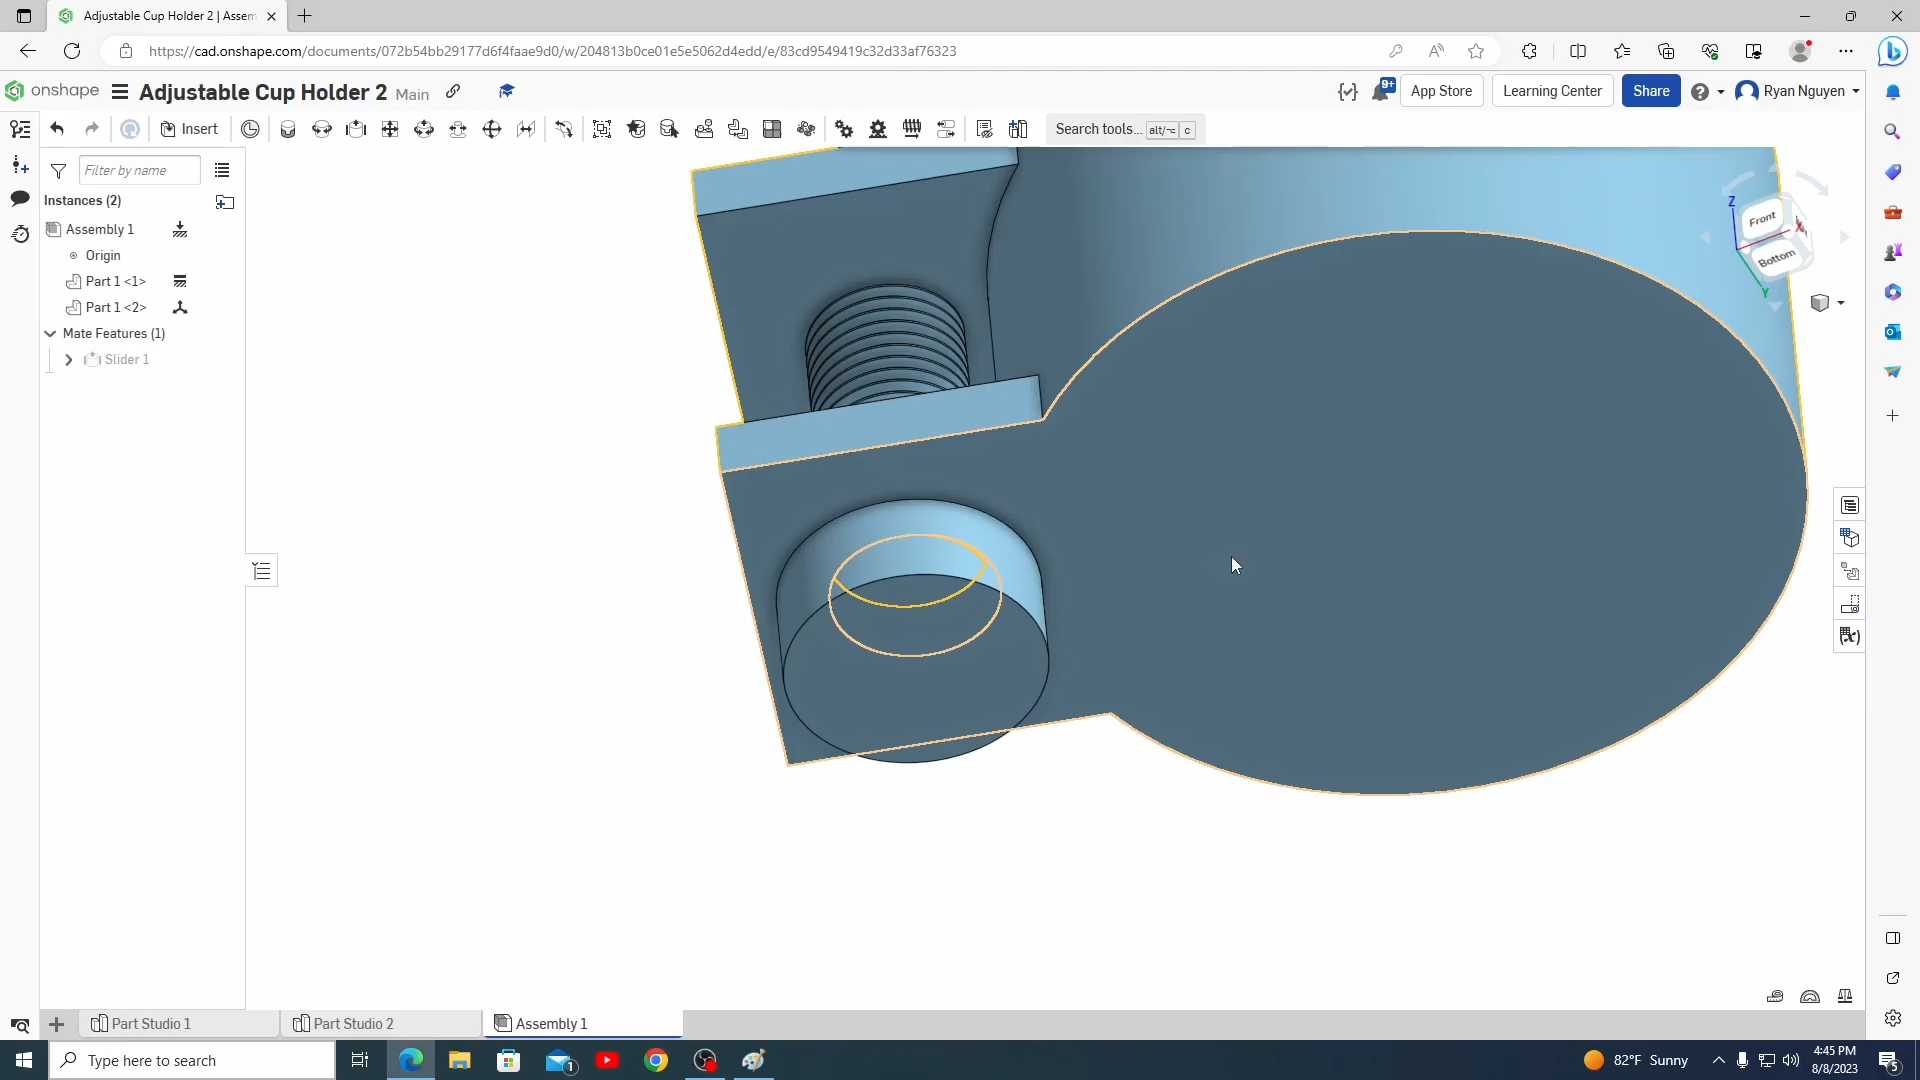 Adjustable Cup Holder 2 | Assem
https://cad.onshape.com/documents/072b54bb29177d6f4faae9d0/w/204813b0ce01e5e5062d4edd/e/83cd9549419c32d33af76323
onshape
Adjustable Cup Holder 2 Main
9+
App Store
Learning Center
Share
Ryan Nguyen
Insert
Search tools... alt/⌥ c
Filter by name
Instances (2)
Assembly 1
Origin
Part 1 <1>
Part 1 <2>
Mate Features (1)
Slider 1
Z
Front
X
Bottom
Y
Part Studio 1
Part Studio 2
Assembly 1
Type here to search
1
82°F Sunny
4:45 PM
8/8/2023
5